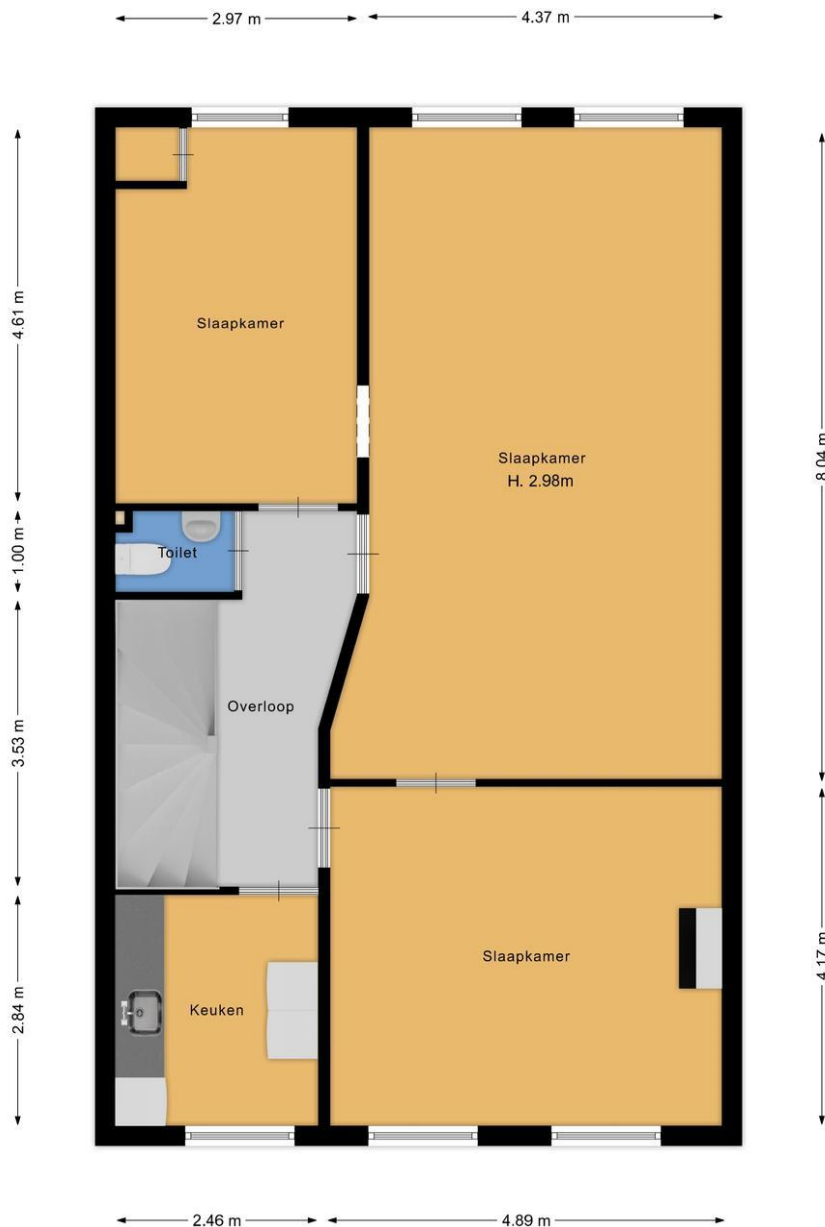 2.97 m
4.37 m
4.61 m
Slaapkamer
8.04 m
Slaapkamer
H. 2.98m
1.00 m
Toilet
3.53 m
Overloop
2.84 m
Keuken
Slaapkamer
4.17 m
2.46 m
4.89 m